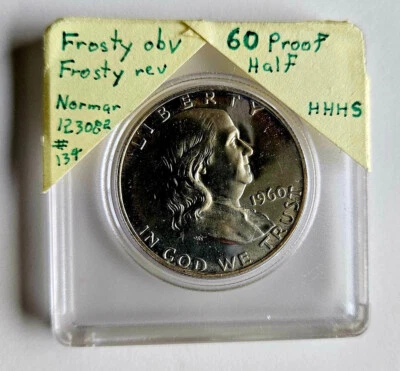 Frosty obv
Frosty rev
Norman
123082
#
134
60 Proof
Half
HHHS
LIBERTY
1960
IN GOD WE TRUST